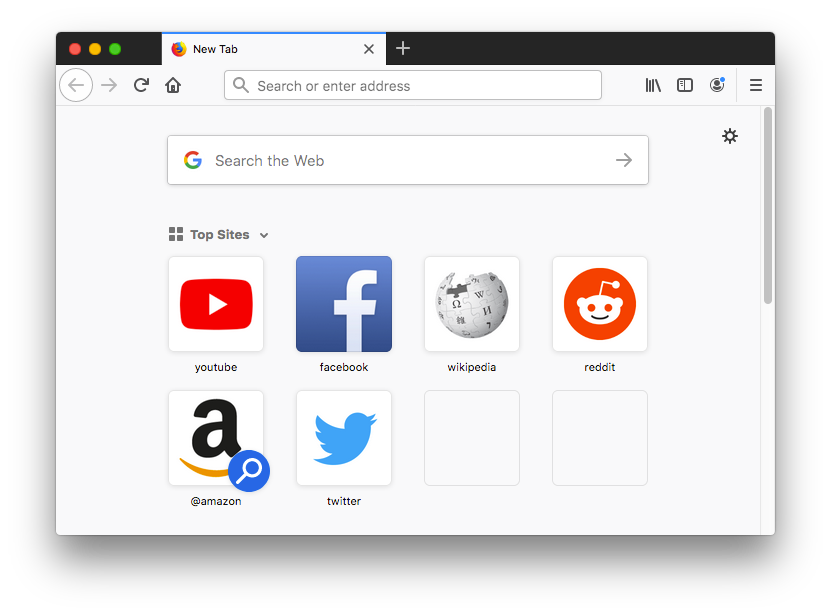 New Tab
Search or enter address
Search the Web
Top Sites
youtube
facebook
wikipedia
reddit
@amazon
twitter